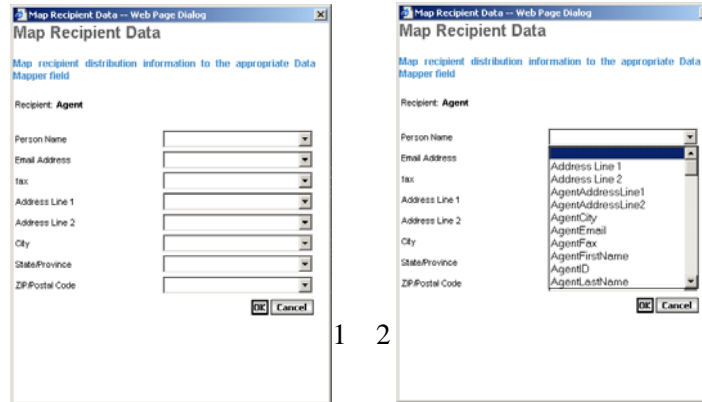 Map Recipient Data -- Web Page Dialog
Map Recipient Data
Map recipient distribution information to the appropriate Data
Mapper field
Recipient: Agent
Person Name
Email Address
fax
Address Line 1
Address Line 2
City
State/Province
ZIP/Postal Code
OK Cancel
1
2
Map Recipient Data -- Web Page Dialog
Map Recipient Data
Map recipient distribution information to the appropriate Data
Mapper field
Recipient: Agent
Person Name
Email Address
fax
Address Line 1
Address Line 2
City
State/Province
ZIP/Postal Code
Address Line 1
Address Line 2
AgentAddressLine1
AgentAddressLine2
AgentCity
AgentEmail
AgentFax
AgentFirstName
AgentID
AgentLastName
OK Cancel